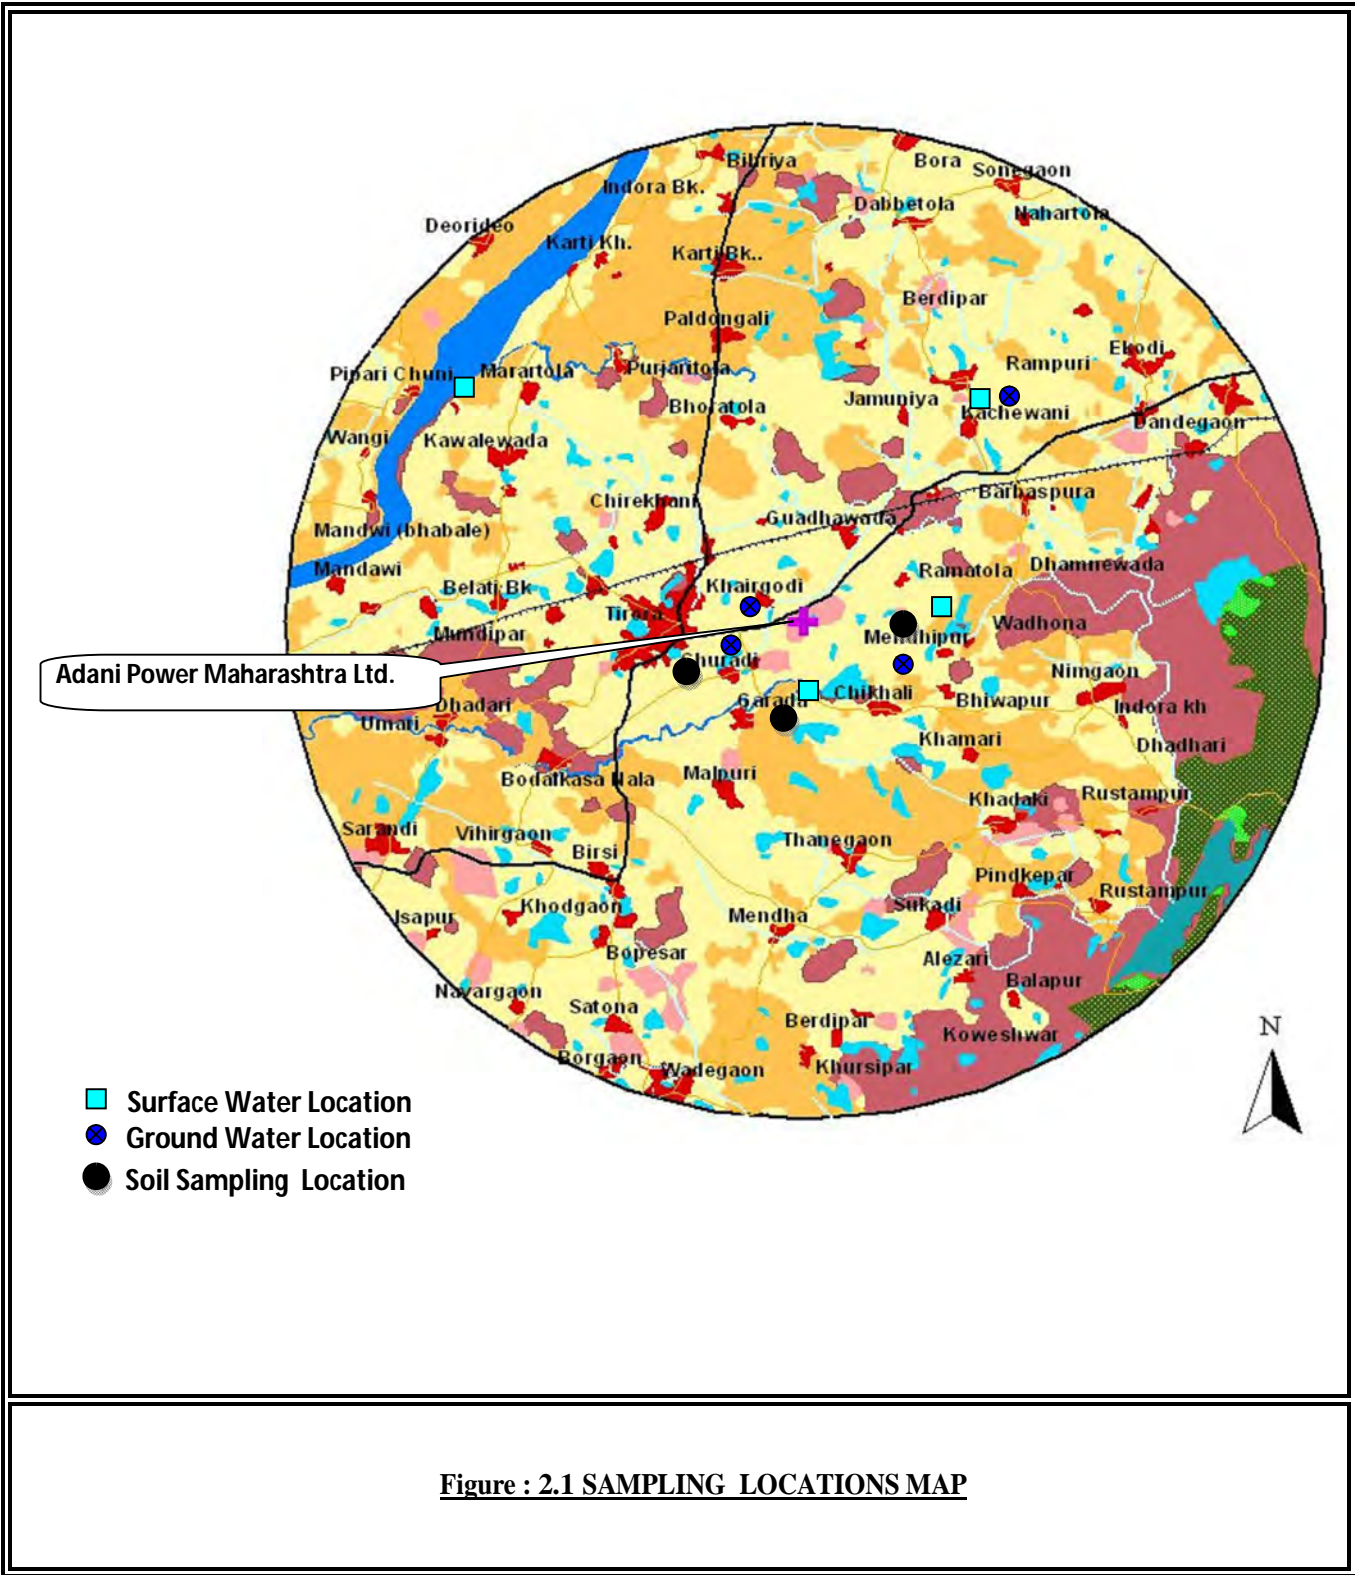 Bihriya
Bora
Sonegaon
Indora Bk.
Dabbetola
Nahartola
Deorideo
Karti Kh.
Karti Bk..
Berdipar
Paldongali
Ekodi
Rampuri
Pipari Chuni
Marartola
Purjaritola
Jamuniya
Bhojatola
Kachewani
Dandegaon
Wangi
Kawalewada
Barbaspura
Chirekhani
Guadhawada
Mandwi (bhabale)
Mandawi
Dhamnewada
Ramatola
Belati Bk
Khairgodi
Tirora
Wadhona
Mundipar
Mendhipur
Adani Power Maharashtra Ltd.
Churadi
Nimgaon
Chikhali
Bhiwapur
Garada
Dhadari
Indora kh
Umari
Khamari
Dhadhari
Malpuri
Bodalkasa Nala
Rustampur
Khadaki
Sarandi
Vihirgaon
Thanegaon
Birsi
Pindkepar
Rustampur
Khodgaon
Sukadi
Isapur
Mendha
Bopesar
Alezari
Balapur
Navargaon
Satona
Berdipar
Koweshwar
N
Borgaon
Wadegaon
Khursipar
Surface Water Location
Ground Water Location
Soil Sampling Location
Figure : 2.1 SAMPLING LOCATIONS MAP